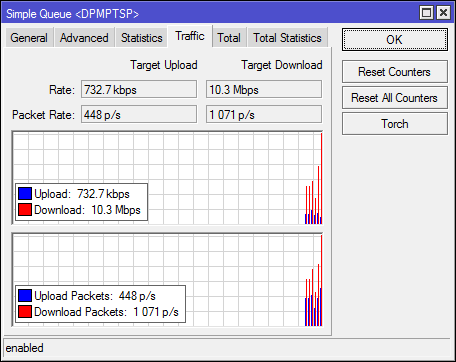 Simple Queue <DPMPTSP>
General Advanced Statistics Traffic Total Total Statistics
OK
Target Upload Target Download
Reset Counters
Rate: 732.7 kbps 10.3 Mbps
Reset All Counters
Packet Rate: 448 p/s 1 071 p/s
Torch
Upload: 732.7 kbps
Download: 10.3 Mbps
Upload Packets: 448 p/s
Download Packets: 1 071 p/s
enabled